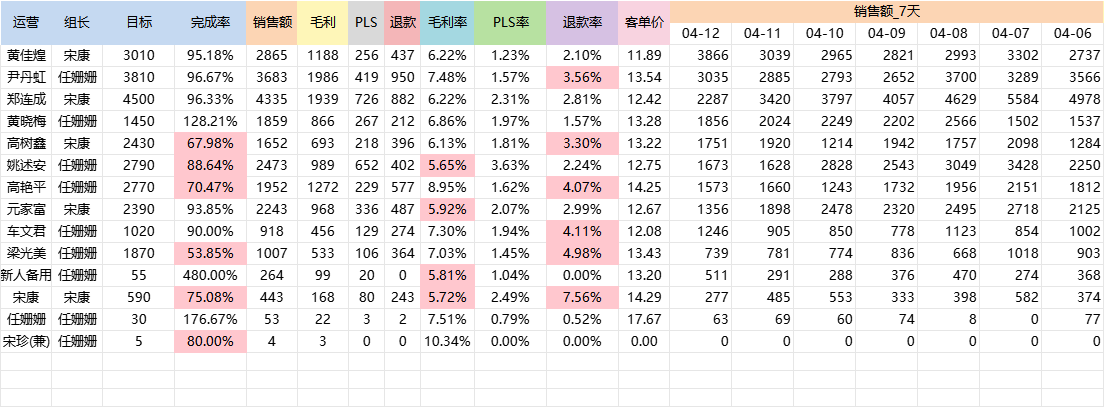 销售额_7天
运营 组长 目标 完成率 销售额 毛利 PLS 退款 毛利率 PLS率 退款率 客单价 04-12 04-11 04-10 04-09 04-08 04-07 04-06
黄佳煌 宋康 3010 95.18% 2865 1188 256 437 6.22% 1.23% 2.10% 11.89 3866 3039 2965 2821 2993 3302 2737
尹丹虹 任姗姗 3810 96.67% 3683 1986 419 950 7.48% 1.57% 3.56% 13.54 3035 2885 2793 2652 3700 3289 3566
郑连成 宋康 4500 96.33% 4335 1939 726 882 6.22% 2.31% 2.81% 12.42 2287 3420 3797 4057 4629 5584 4978
黄晓梅 任姗姗 1450 128.21% 1859 866 267 212 6.86% 1.97% 1.57% 13.28 1856 2024 2249 2202 2566 1502 1537
高树鑫 宋康 2430 67.98% 1652 693 218 396 6.13% 1.81% 3.30% 13.22 1751 1920 1214 1942 1757 2098 1284
姚述安 任姗姗 2790 88.64% 2473 989 652 402 5.65% 3.63% 2.24% 12.75 1673 1628 2828 2543 3049 3428 2250
高艳平 任姗姗 2770 70.47% 1952 1272 229 577 8.95% 1.62% 4.07% 14.25 1573 1660 1243 1732 1956 2151 1812
元家富 宋康 2390 93.85% 2243 968 336 487 5.92% 2.07% 2.99% 12.67 1356 1898 2478 2320 2495 2718 2125
车文君 任姗姗 1020 90.00% 918 456 129 274 7.30% 1.94% 4.11% 12.08 1246 905 850 778 1123 854 1002
梁光美 任姗姗 1870 53.85% 1007 533 106 364 7.03% 1.45% 4.98% 13.43 739 781 774 836 668 1018 903
新人备用 任姗姗 55 480.00% 264 99 20 0 5.81% 1.04% 0.00% 13.20 511 291 288 376 470 274 368
宋康 宋康 590 75.08% 443 168 80 243 5.72% 2.49% 7.56% 14.29 277 485 553 333 398 582 374
任姗姗 任姗姗 30 176.67% 53 22 3 2 7.51% 0.79% 0.52% 17.67 63 69 60 74 8 0 77
宋珍(兼) 任姗姗 5 80.00% 4 3 0 0 10.34% 0.00% 0.00% 0.00 0 0 0 0 0 0 0